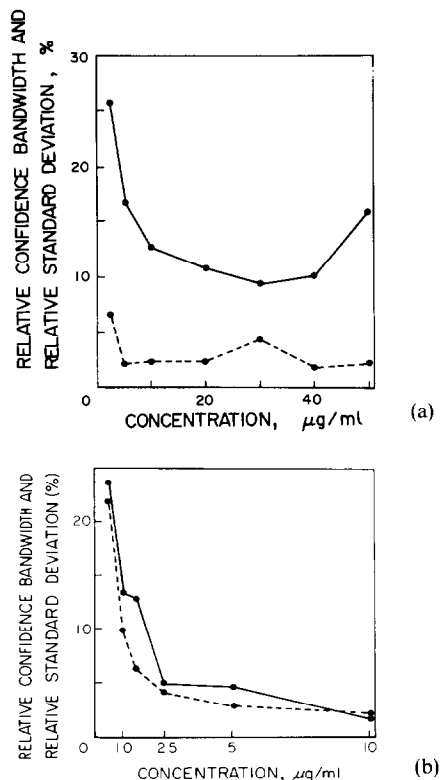 RELATIVE CONFIDENCE BANDWIDTH AND
RELATIVE STANDARD DEVIATION, %
30
20
10
0
0
20
40
CONCENTRATION, µg/ml
(a)
RELATIVE CONFIDENCE BANDWIDTH AND
RELATIVE STANDARD DEVIATION (%)
20
10
0
1.0
2.5
5
10
CONCENTRATION, µg/ml
(b)